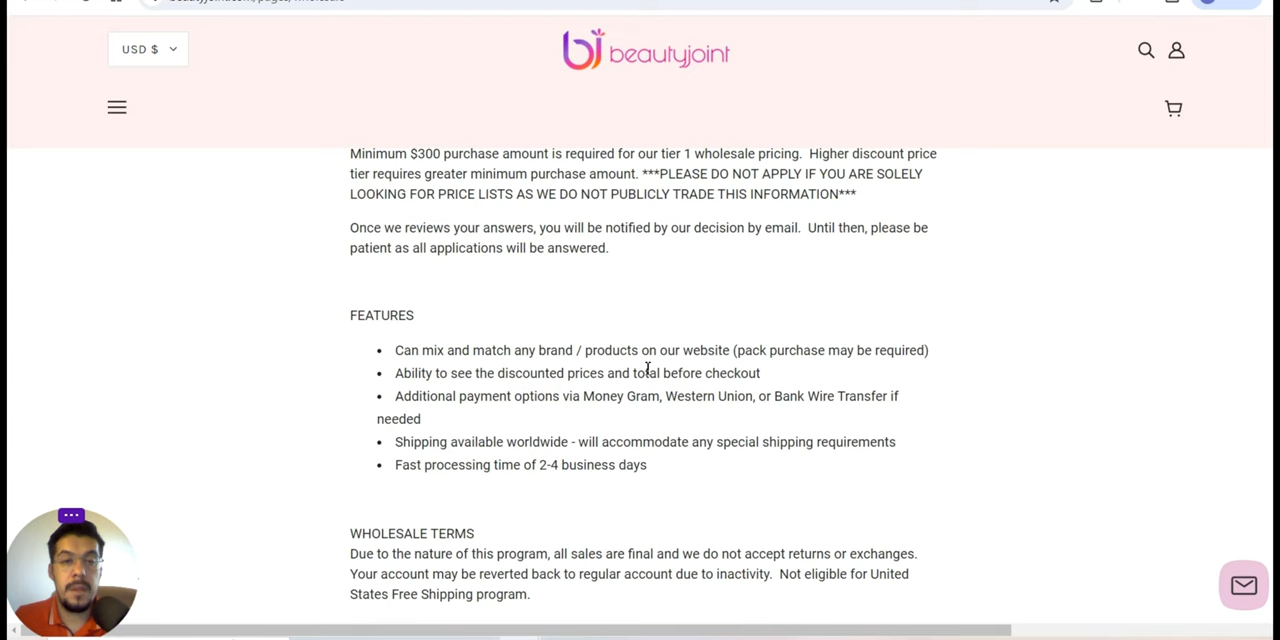 USD $
bj beautyjoint
Minimum $300 purchase amount is required for our tier 1 wholesale pricing. Higher discount price
tier requires greater minimum purchase amount. ***PLEASE DO NOT APPLY IF YOU ARE SOLELY
LOOKING FOR PRICE LISTS AS WE DO NOT PUBLICLY TRADE THIS INFORMATION***
Once we reviews your answers, you will be notified by our decision by email. Until then, please be
patient as all applications will be answered.
FEATURES
• Can mix and match any brand / products on our website (pack purchase may be required)
• Ability to see the discounted prices and total before checkout
• Additional payment options via Money Gram, Western Union, or Bank Wire Transfer if
needed
• Shipping available worldwide - will accommodate any special shipping requirements
• Fast processing time of 2-4 business days
WHOLESALE TERMS
Due to the nature of this program, all sales are final and we do not accept returns or exchanges.
Your account may be reverted back to regular account due to inactivity. Not eligible for United
States Free Shipping program.